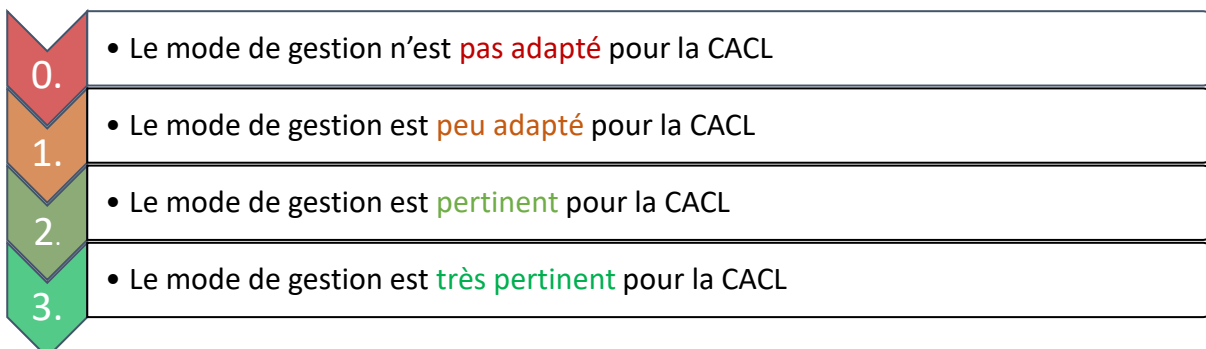 0. • Le mode de gestion n’est pas adapté pour la CACL
1. • Le mode de gestion est peu adapté pour la CACL
2. • Le mode de gestion est pertinent pour la CACL
3. • Le mode de gestion est très pertinent pour la CACL